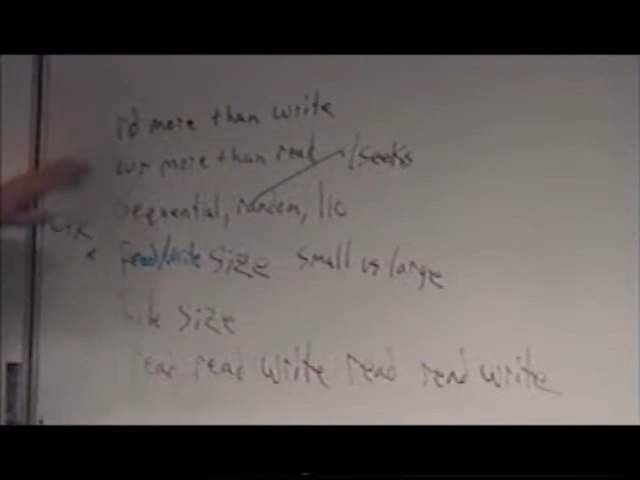 rd more than write
wr more than read /seeks
sequential, random,
read/write size small vs large
size
read read write read read write